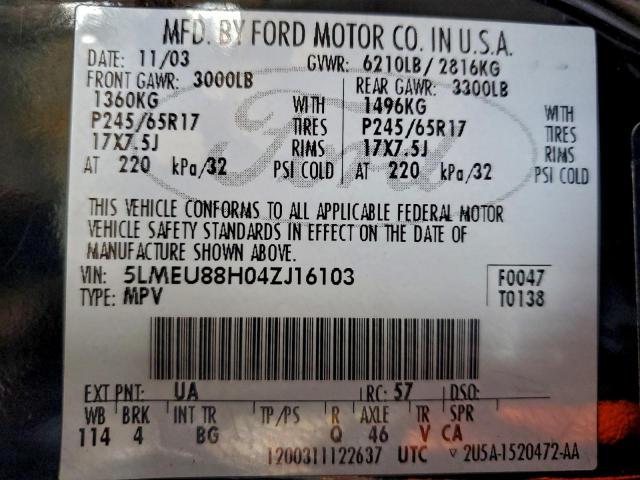 MFD. BY FORD MOTOR CO. IN U.S.A.
DATE: 11/03 GVWR: 6210LB/2816KG
FRONT GAWR: 3000LB REAR GAWR: 3300LB
1360KG WITH 1496KG WITH
P245/65R17 TIRES P245/65R17 TIRES
17X7.5J RIMS 17X7.5J RIMS
AT 220 kPa/32 PSI COLD AT 220 kPa/32 PSI COLD
Ford
THIS VEHICLE CONFORMS TO ALL APPLICABLE FEDERAL MOTOR
VEHICLE SAFETY STANDARDS IN EFFECT ON THE DATE OF
MANUFACTURE SHOWN ABOVE.
VIN: 5LMEU88H04ZJ16103 F0047
TYPE: MPV T0138
EXT PNT: UA RC: 57 DSO:
WB BRK INT TR TP/PS R AXLE TR SPR
114 4 BG Q 46 V CA
1200311122637 UTC 2U5A-1520472-AA